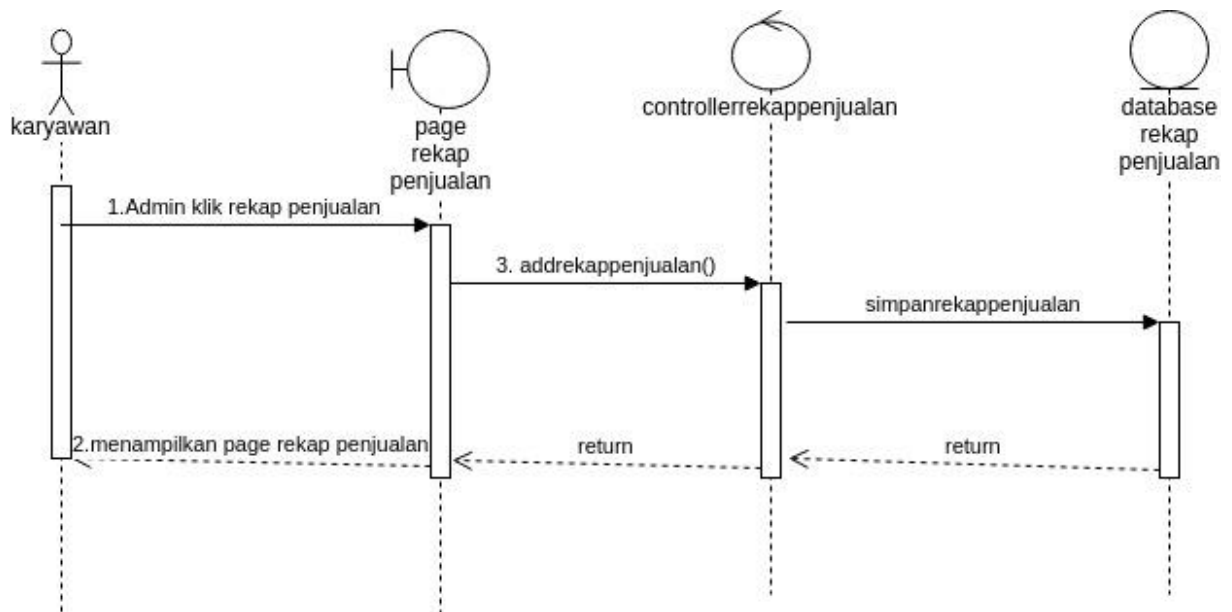 karyawan
page
rekap
penjualan
controllerrekappenjualan
database
rekap
penjualan
1.Admin klik rekap penjualan
3. addrekappenjualan()
simpanrekappenjualan
2.menampilkan page rekap penjualan
return
return